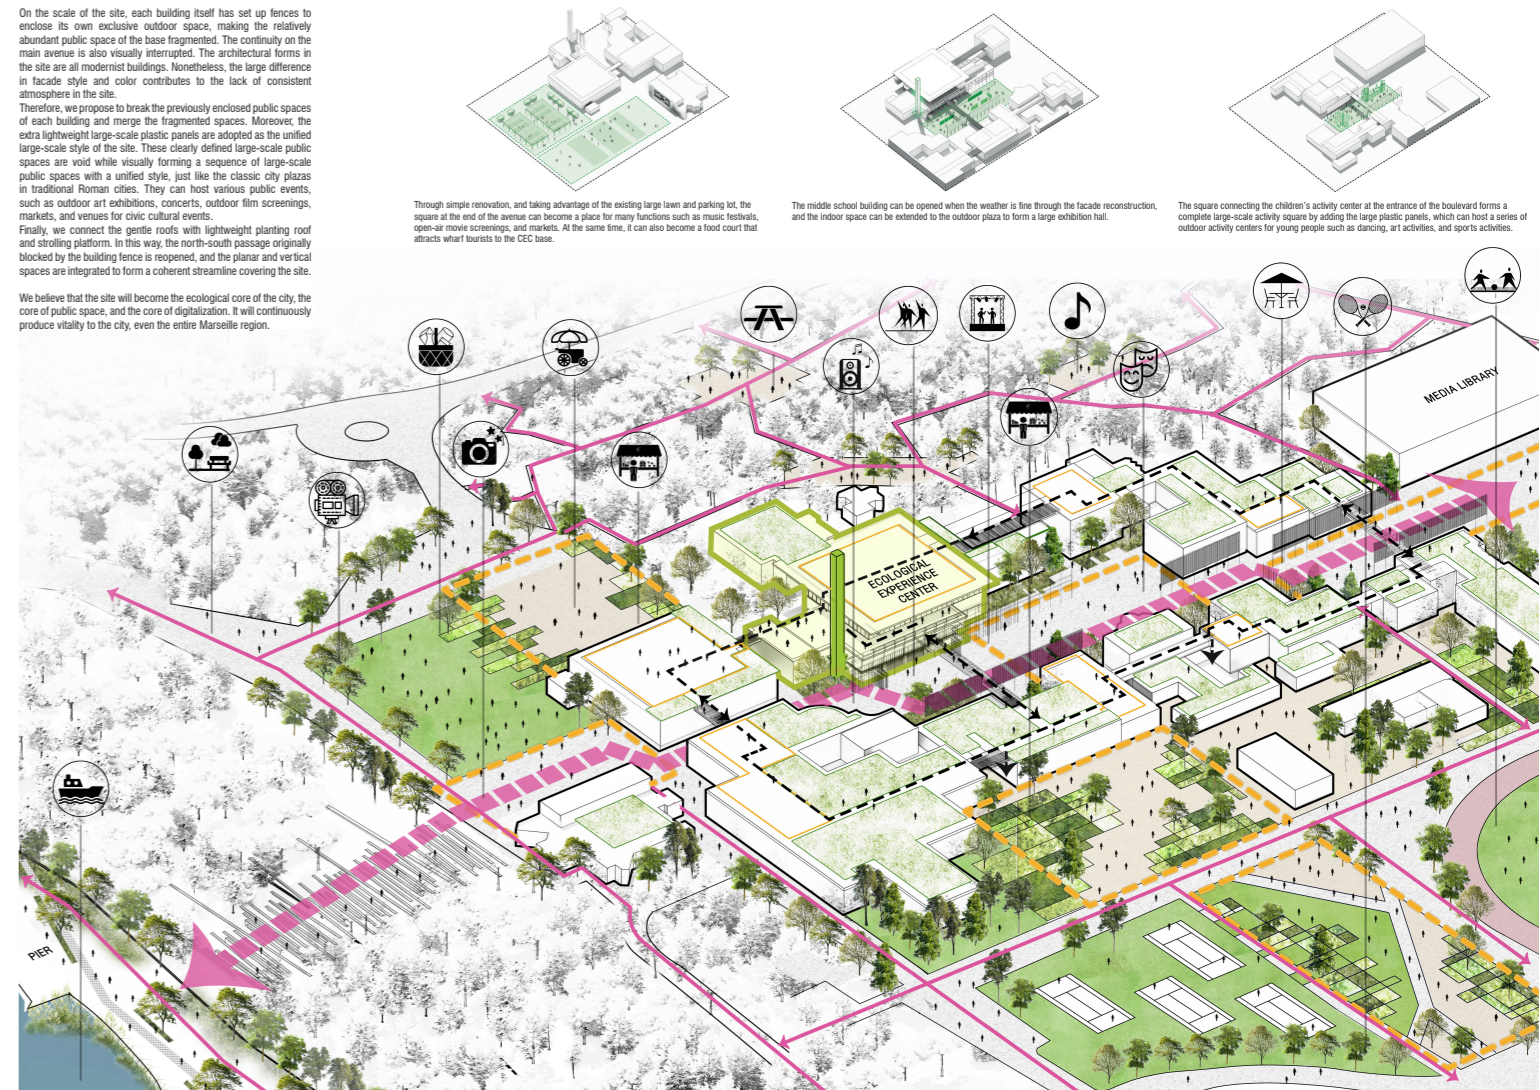 On the scale of the site, each building itself has set up fences to
enclose its own exclusive outdoor space, making the relatively
abundant public space of the base fragmented. The continuity on the
main avenue is also visually interrupted. The architectural forms in
the site are all modernist buildings. Nonetheless, the large difference
in facade style and color contributes to the lack of consistent
atmosphere in the site.
Therefore, we propose to break the previously enclosed public spaces
of each building and merge the fragmented spaces. Moreover, the
extra lightweight large-scale plastic panels are adopted as the unified
large-scale style of the site. These clearly defined large-scale public
spaces are void while visually forming a sequence of large-scale
public spaces with a unified style, just like the classic city plazas
in traditional Roman cities. They can host various public events,
such as outdoor art exhibitions, concerts, outdoor film screenings,
markets, and venues for civic cultural events.
Finally, we connect the gentle roofs with lightweight planting roof
and strolling platform. In this way, the north-south passage originally
blocked by the building fence is reopened, and the planar and vertical
spaces are integrated to form a coherent streamline covering the site.
We believe that the site will become the ecological core of the city, the
core of public space, and the core of digitalization. It will continuously
produce vitality to the city, even the entire Marseille region.
Through simple renovation, and taking advantage of the existing large lawn and parking lot, the
square at the end of the avenue can become a place for many functions such as music festivals,
open-air movie screenings, and markets. At the same time, it can also become a food court that
attracts wharf tourists to the CEC base.
The middle school building can be opened when the weather is fine through the facade reconstruction,
and the indoor space can be extended to the outdoor plaza to form a large exhibition hall.
The square connecting the children's activity center at the entrance of the boulevard forms a
complete large-scale activity square by adding the large plastic panels, which can host a series of
outdoor activity centers for young people such as dancing, art activities, and sports activities.
MEDIA LIBRARY
ECOLOGICAL
EXPERIENCE
CENTER
PIER